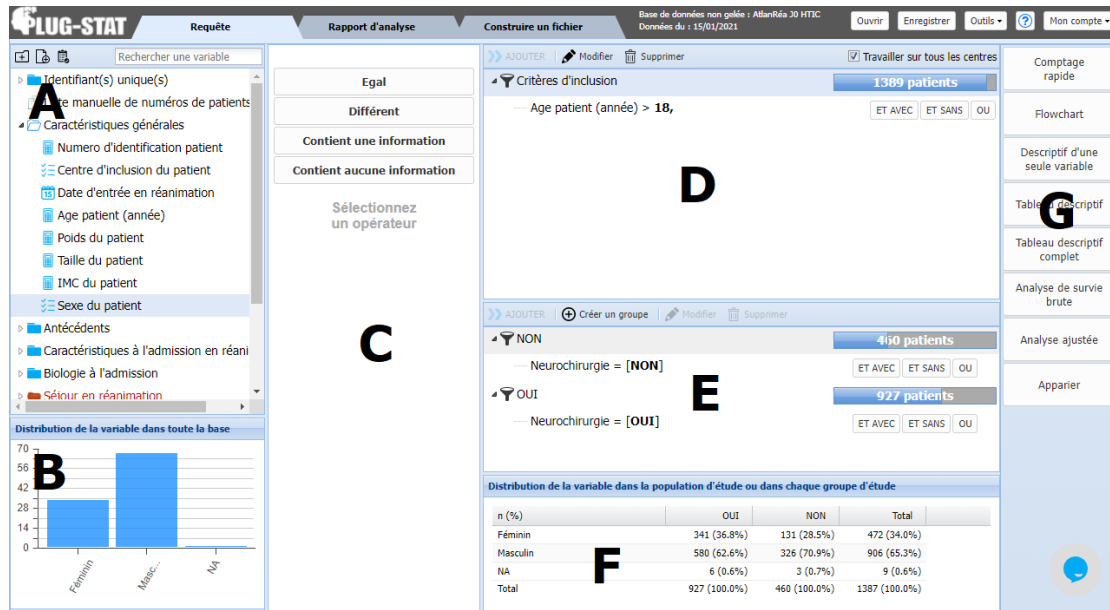 PLUG-STAT
Requête
Rapport d'analyse
Construire un fichier
Base de données non gelée : AtlanRéa J0 HTIC
Données du : 15/01/2021
Ouvrir
Enregistrer
Outils
?
Mon compte
Rechercher une variable
Identifiant(s) unique(s)
manuelle de numéros de patients
Caractéristiques générales
Numero d'identification patient
Centre d'inclusion du patient
15 Date d'entrée en réanimation
Age patient (année)
Poids du patient
Taille du patient
IMC du patient
Sexe du patient
Antécédents
Caractéristiques à l'admission en réani
Biologie à l'admission
Séjour en réanimation
A
Distribution de la variable dans toute la base
70
56
42
28
14
0
Féminin
Masc...
NA
B
Egal
Différent
Contient une information
Contient aucune information
Sélectionnez
un opérateur
C
AJOUTER
Modifier
Supprimer
Travailler sur tous les centres
Critères d'inclusion
1389 patients
Age patient (année) > 18,
ET AVEC
ET SANS
OU
D
AJOUTER
Créer un groupe
Modifier
Supprimer
NON
460 patients
Neurochirurgie = [NON]
ET AVEC
ET SANS
OU
E
OUI
927 patients
Neurochirurgie = [OUI]
ET AVEC
ET SANS
OU
Distribution de la variable dans la population d'étude ou dans chaque groupe d'étude
n (%) OUI NON Total
Féminin 341 (36.8%) 131 (28.5%) 472 (34.0%)
Masculin 580 (62.6%) 326 (70.9%) 906 (65.3%)
NA 6 (0.6%) 3 (0.7%) 9 (0.6%)
Total 927 (100.0%) 460 (100.0%) 1387 (100.0%)
F
Comptage
rapide
Flowchart
Descriptif d'une
seule variable
Tableau descriptif
G
Tableau descriptif
complet
Analyse de survie
brute
Analyse ajustée
Apparier